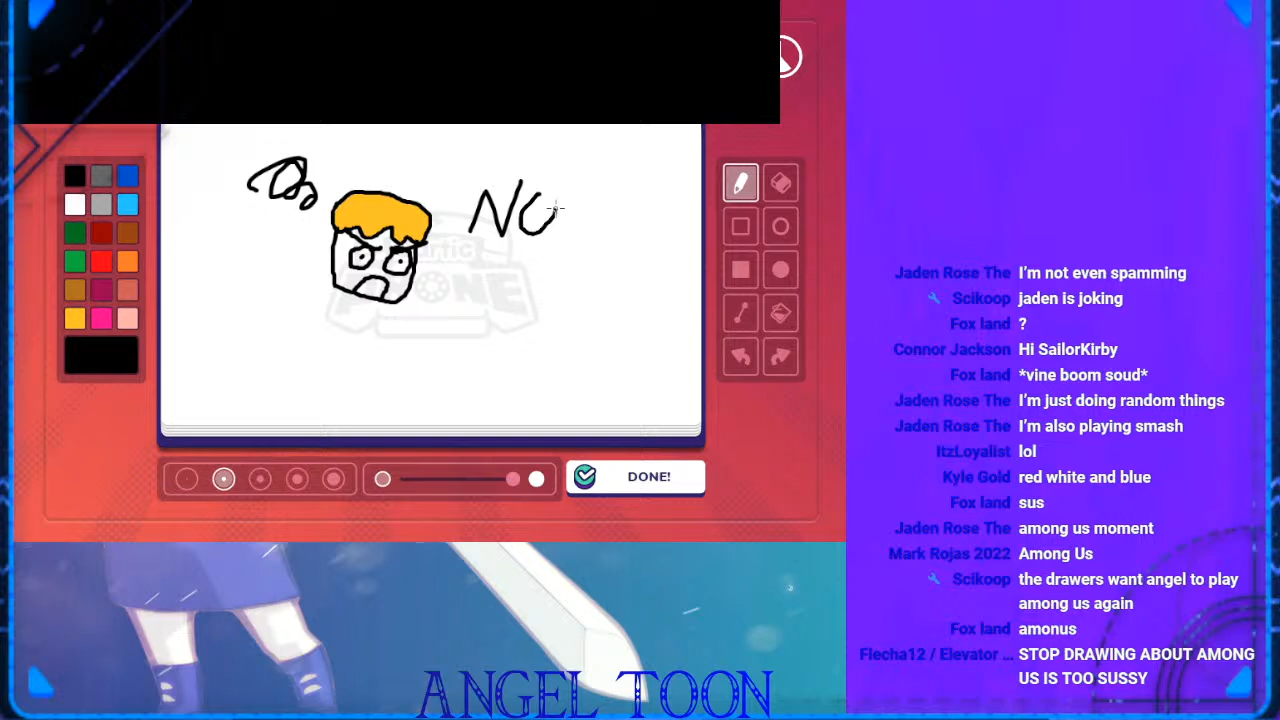 NO
artic
ONE
DONE!
Jaden Rose The I'm not even spamming
Scikoop jaden is joking
Fox land ?
Connor Jackson Hi SailorKirby
Fox land *vine boom soud*
Jaden Rose The I'm just doing random things
Jaden Rose The I'm also playing smash
ItzLoyalist lol
Kyle Gold red white and blue
Fox land sus
Jaden Rose The among us moment
Mark Rojas 2022 Among Us
Scikoop the drawers want angel to play
among us again
Fox land amonus
Flecha12 / Elevator ... STOP DRAWING ABOUT AMONG
US IS TOO SUSSY
ANGEL TOON